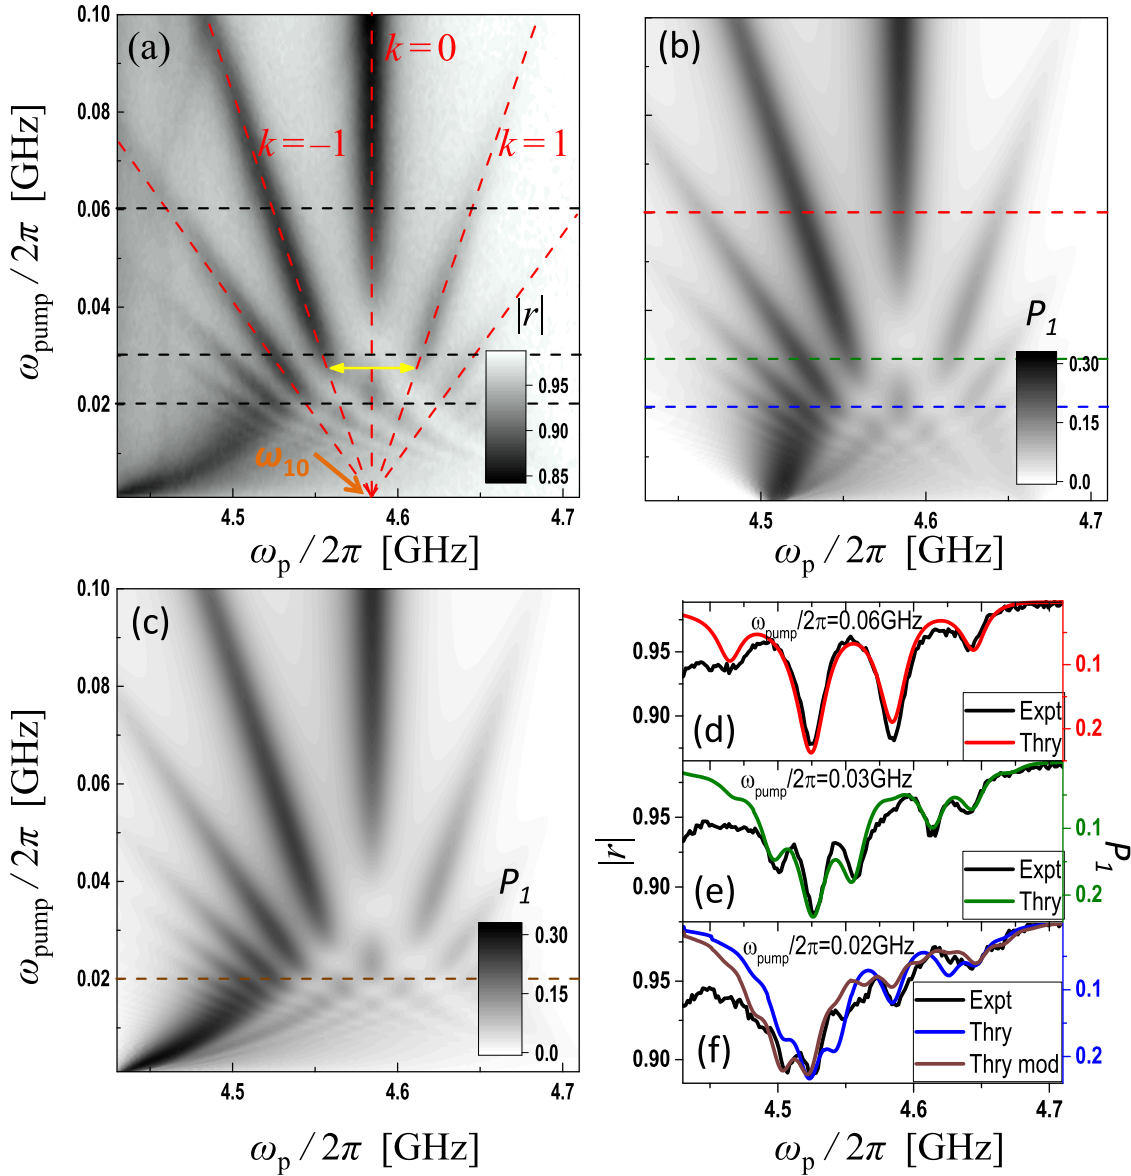 (a)
k=0
k=−1
k=1
|r|
0.95
0.90
0.85
ω10
0.10
0.08
0.06
0.04
0.02
ωpump / 2π [GHz]
4.5
4.6
4.7
ωp / 2π [GHz]
(b)
P1
0.30
0.15
0.0
4.5
4.6
4.7
ωp / 2π [GHz]
(c)
P1
0.30
0.15
0.0
0.10
0.08
0.06
0.04
0.02
ωpump / 2π [GHz]
4.5
4.6
4.7
ωp / 2π [GHz]
ωpump/2π=0.06GHz
0.95
0.90
0.1
0.2
(d)
Expt
Thry
ωpump/2π=0.03GHz
0.95
0.90
0.1
0.2
|r|
P1
(e)
Expt
Thry
ωpump/2π=0.02GHz
0.95
0.90
0.1
0.2
(f)
Expt
Thry
Thry mod
4.5
4.6
4.7
ωp / 2π [GHz]